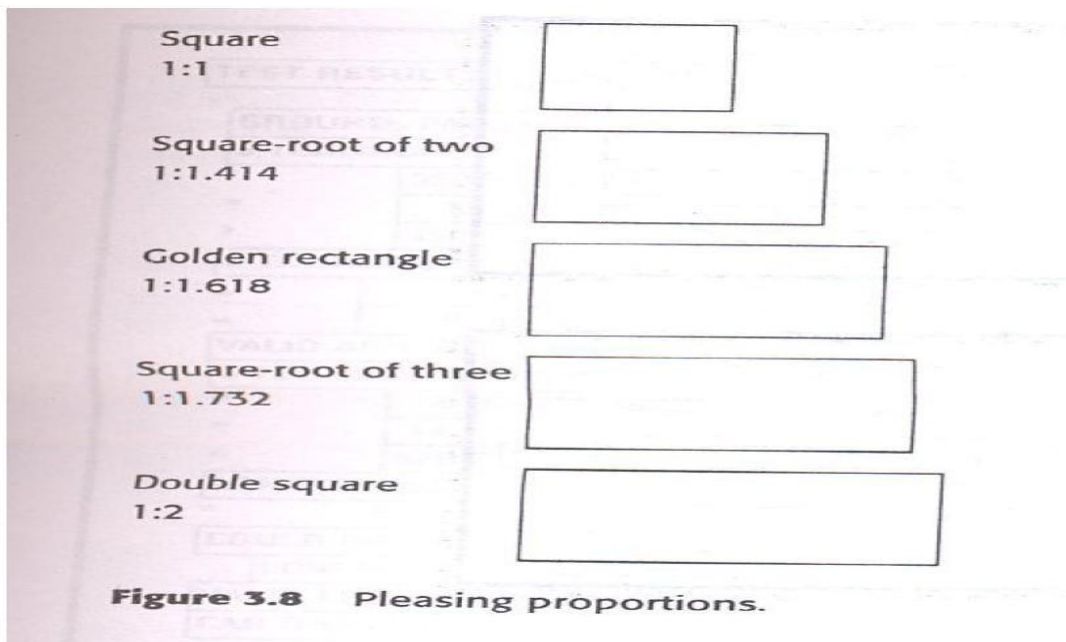 Square
1:1
Square-root of two
1:1.414
Golden rectangle
1:1.618
Square-root of three
1:1.732
Double square
1:2
Figure 3.8 Pleasing proportions.